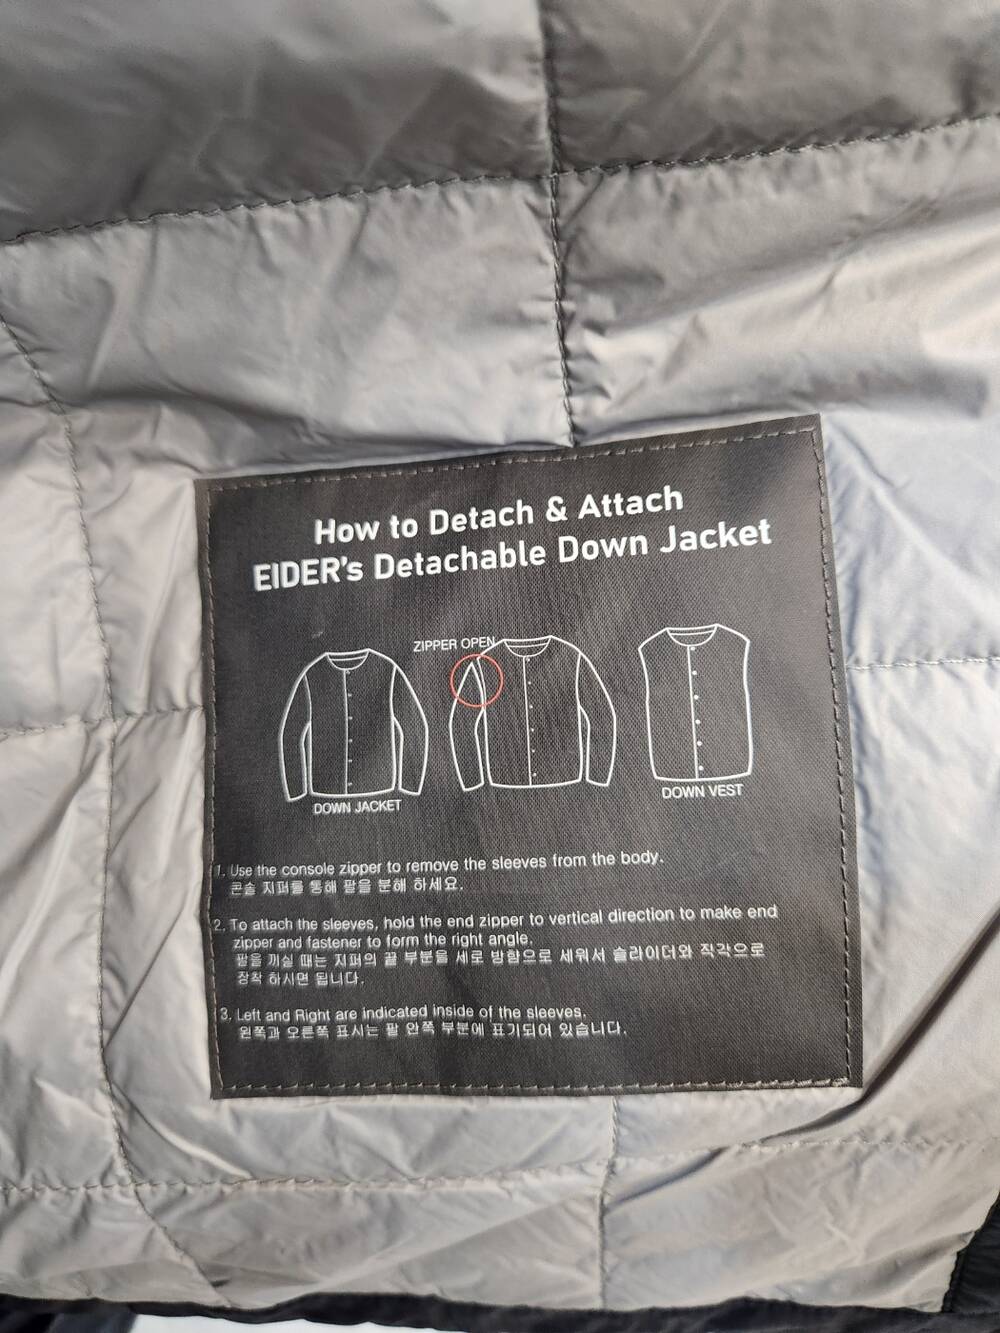 How to Detach & Attach
EIDER's Detachable Down Jacket
ZIPPER OPEN
DOWN JACKET
DOWN VEST
1. Use the console zipper to remove the sleeves from the body.
콘솔 지퍼를 통해 팔을 분해 하세요.
2. To attach the sleeves, hold the end zipper to vertical direction to make end
zipper and fastener to form the right angle.
팔을 끼실 때는 지퍼의 끝 부분을 세로 방향으로 세워서 슬라이더와 직각으로
장착 하시면 됩니다.
3. Left and Right are indicated inside of the sleeves.
왼쪽과 오른쪽 표시는 팔 안쪽 부분에 표기되어 있습니다.